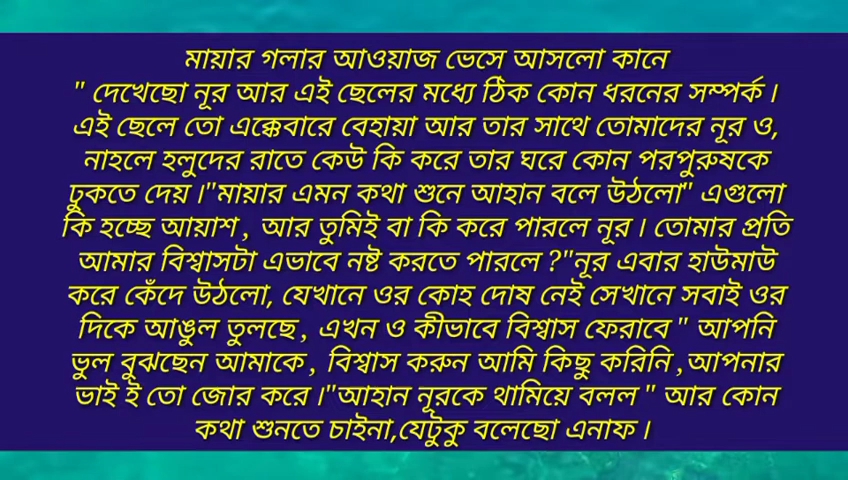 মায়ার গলার আওয়াজ ভেসে আসলো কানে
" দেখেছো নূর আর এই ছেলের মধ্যে ঠিক কোন ধরনের সম্পর্ক।
এই ছেলে তো এক্কেবারে বেহায়া আর তার সাথে তোমাদের নূর ও,
নাহলে হলুদের রাতে কেউ কি করে তার ঘরে কোন পরপুরুষকে
ঢুকতে দেয়।"মায়ার এমন কথা শুনে আহান বলে উঠলো" এগুলো
কি হচ্ছে আয়াশ, আর তুমিই বা কি করে পারলে নূর। তোমার প্রতি
আমার বিশ্বাসটা এভাবে নষ্ট করতে পারলে ?"নূর এবার হাউমাউ
করে কেঁদে উঠলো, যেখানে ওর কোহ দোষ নেই সেখানে সবাই ওর
দিকে আঙুল তুলছে, এখন ও কীভাবে বিশ্বাস ফেরাবে " আপনি
ভুল বুঝছেন আমাকে, বিশ্বাস করুন আমি কিছু করিনি,আপনার
ভাই ই তো জোর করে।"আহান নূরকে থামিয়ে বলল " আর কোন
কথা শুনতে চাইনা,যেটুকু বলেছো এনাফ।